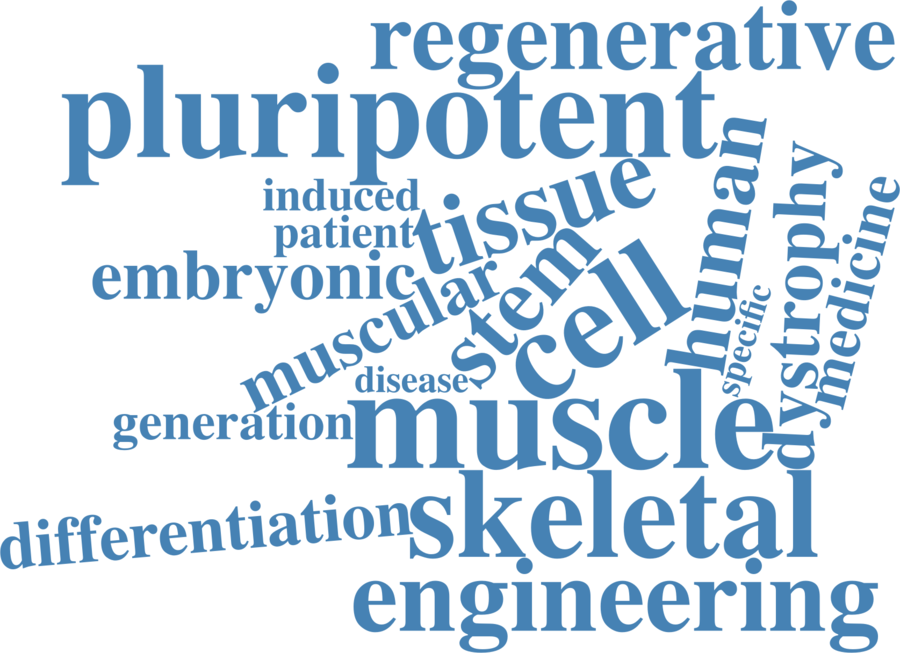 regenerative
pluripotent
induced
tissue
patient
embryonic
muscular
stem
cell
human
dystrophy
medicine
specific
disease
muscle
generation
skeletal
differentiation
engineering